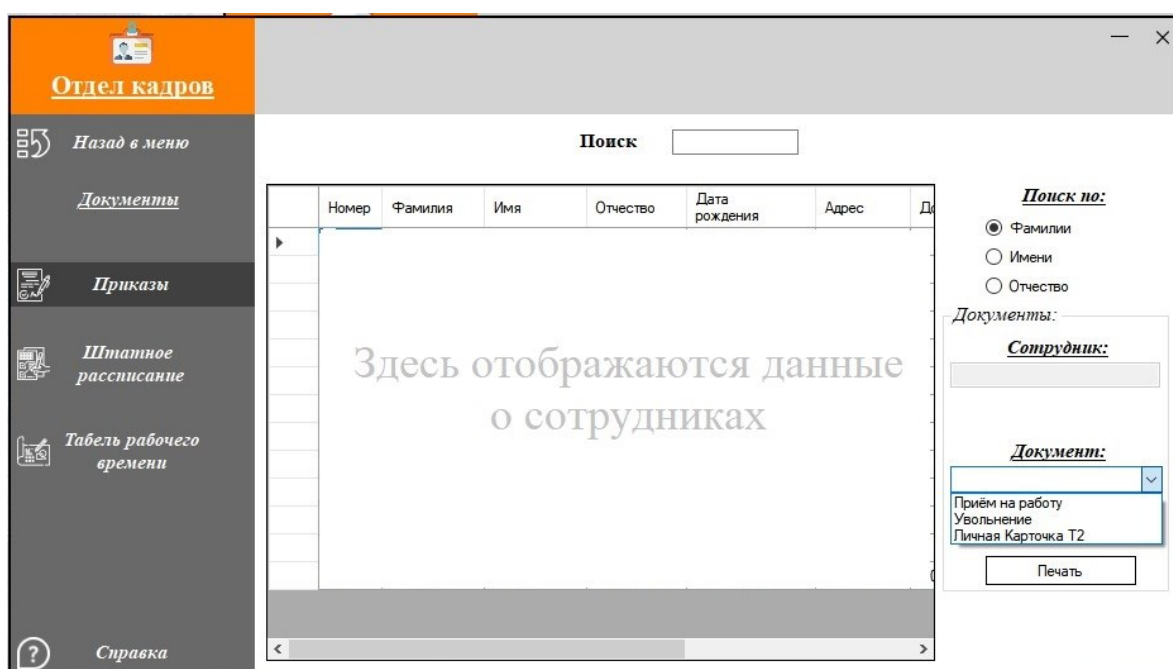 Отдел кадров
Назад в меню
Документы
Приказы
Штатное
расспиcание
Табель рабочего
времени
Справка
Поиск
Номер Фамилия Имя Отчество Дата рождения Адрес
Здесь отображаются данные
о сотрудниках
Поиск по:
Фамилии
Имени
Отчество
Документы:
Сотрудник:
Документ:
Приём на работу
Увольнение
Личная Карточка Т2
Печать